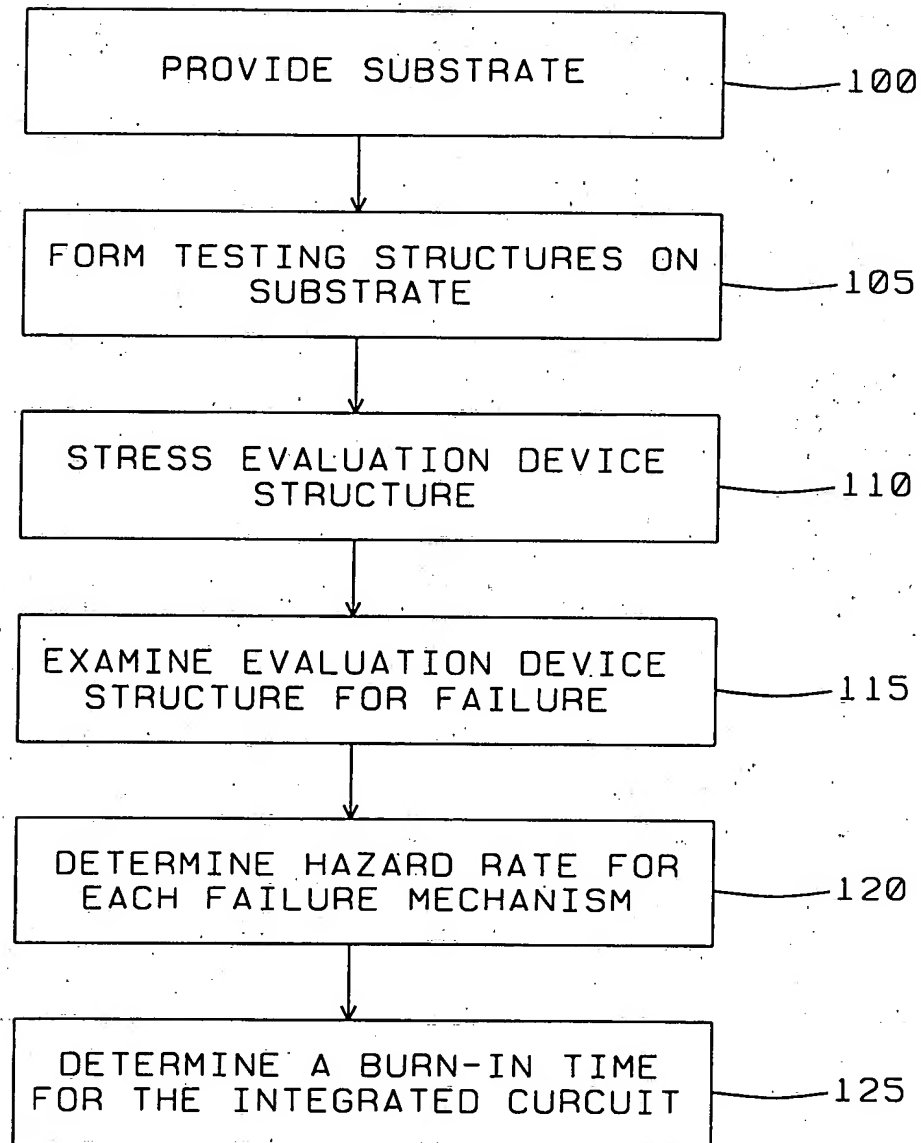 PROVIDE SUBSTRATE
100
FORM TESTING STRUCTURES ON
SUBSTRATE
105
STRESS EVALUATION DEVICE
STRUCTURE
110
EXAMINE EVALUATION DEVICE
STRUCTURE FOR FAILURE
115
DETERMINE HAZARD RATE FOR
EACH FAILURE MECHANISM
120
DETERMINE A BURN-IN TIME
FOR THE INTEGRATED CURCUIT
125